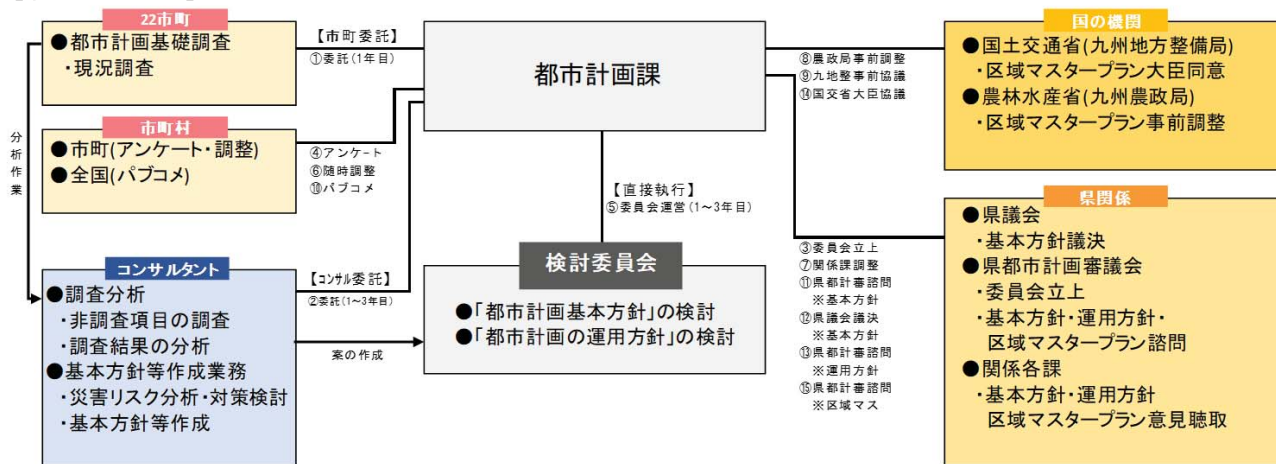 22市町
●都市計画基礎調査
・現況調査
市町村
●市町(アンケート・調整)
●全国(パブコメ)
分析作業
コンサルタント
●調査分析
・非調査項目の調査
・調査結果の分析
●基本方針等作成業務
・災害リスク分析・対策検討
・基本方針等作成
【市町委託】
①委託(1年目)
④アンケート
⑥随時調整
⑩パブコメ
【コンサル委託】
②委託(1～3年目)
案の作成
都市計画課
【直接執行】
⑤委員会運営(1～3年目)
検討委員会
●「都市計画基本方針」の検討
●「都市計画の運用方針」の検討
⑧農政局事前調整
⑨九地整事前協議
⑭国交省大臣協議
③委員会立上
⑦関係課調整
⑪県都計審諮問
※基本方針
⑫県議会議決
※基本方針
⑬県都計審諮問
※運用方針
⑮県都計審諮問
※区域マス
国の機関
●国土交通省(九州地方整備局)
・区域マスタープラン大臣同意
●農林水産省(九州農政局)
・区域マスタープラン事前調整
県関係
●県議会
・基本方針議決
●県都市計画審議会
・委員会立上
・基本方針・運用方針・
区域マスタープラン諮問
●関係各課
・基本方針・運用方針
区域マスタープラン意見聴取